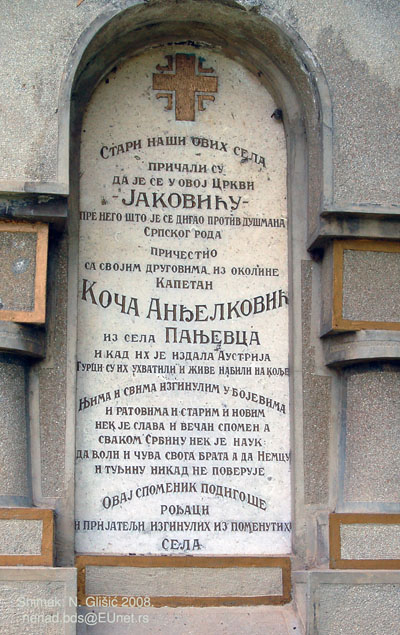 СТАРИ НАШИ ОВИХ СЕЛА
ПРИЧАЛИ СУ
ДА ЈЕ СЕ У ОВОЈ ЦРКВИ
-ЈАКОВИЋУ-
ПРЕ НЕГО ШТО ЈЕ СЕ ДИГАО ПРОТИВ ДУШМАНА
СРПСКОГ РОДА
ПРИЧЕСТИО
СА СВОЈИМ ДРУГОВИМА ИЗ ОКОЛИНЕ
КАПЕТАН
КОЧА АНЂЕЛКОВИЋ
ИЗ СЕЛА ПАЊЕВЦА
И КАД ИХ ЈЕ ИЗДАЛА АУСТРИЈА
ТУРЦИ СУ ИХ УХВАТИЛИ И ЖИВЕ НАБИЛИ НА КОЉЕ
ЊИМА И СВИМА ИЗГИНУЛИМ У БОЈЕВИМА
И РАТОВИМА И СТАРИМ И НОВИМ
НЕК ЈЕ СЛАВА И ВЕЧАН СПОМЕН А
СВАКОМ СРБИНУ НЕК ЈЕ НАУК:
ДА ВОЛИ И ЧУВА СВОГА БРАТА А ДА НЕМЦУ
И ТУЂИНУ НИКАД НЕ ПОВЕРУЈЕ
ОВАЈ СПОМЕНИК ПОДИГОШЕ
РОЂАЦИ
И ПРИЈАТЕЉИ ИЗГИНУЛИХ ИЗ ПОМЕНУТИХ
СЕЛА
Snimak: N. Glišić 2008.
nenad.bds@EUnet.rs